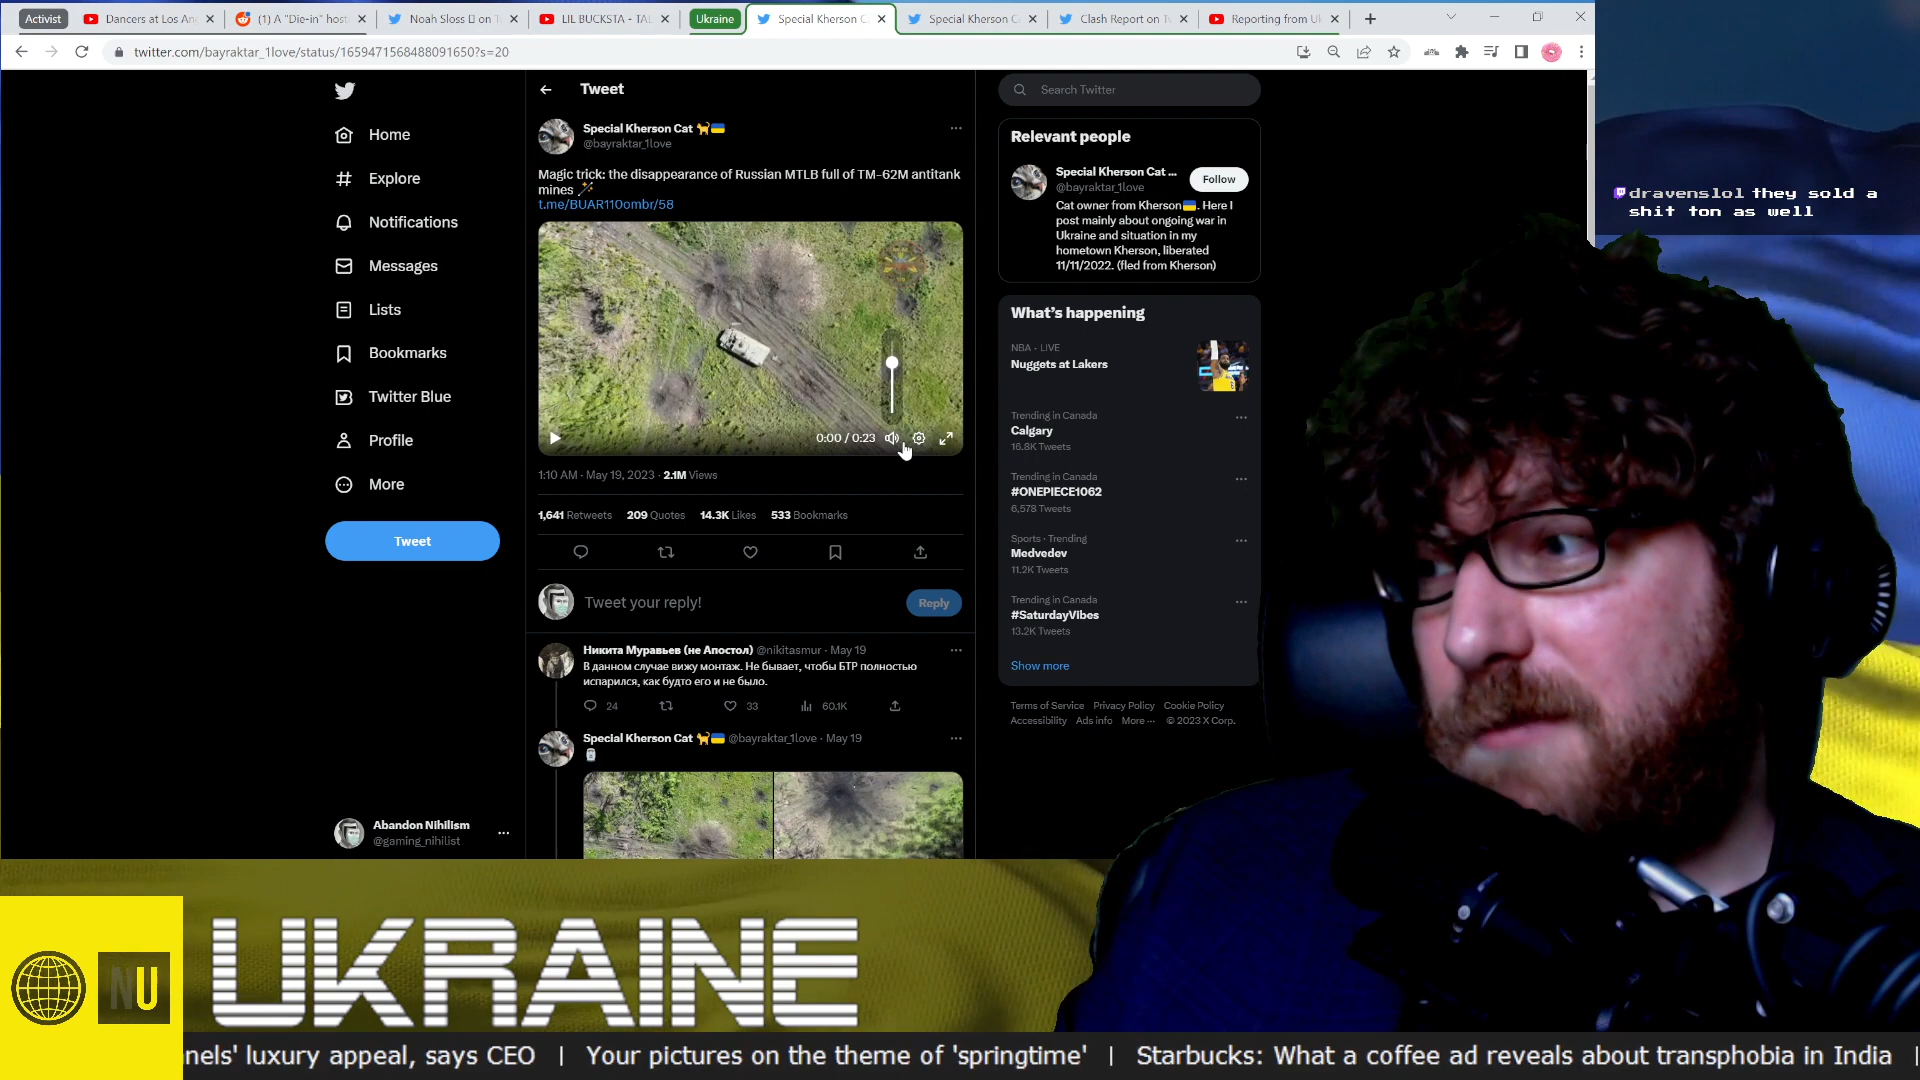 Activist
Dancers at Los An
(1) A "Die-in" host
Noah Sloss
LIL BUCKSTA - TAL
Ukraine
Special Kherson C
Special Kherson C
Clash Report on Tw
Reporting from Uk
twitter.com/bayraktar_1love/status/1659471568488091650?s=20
Home
Explore
Notifications
Messages
Lists
Bookmarks
Twitter Blue
Profile
More
Tweet
Abandon Nihilism
@gaming_nihilist
Tweet
Special Kherson Cat
@bayraktar_1love
Magic trick: the disappearance of Russian MTLB full of TM-62M antitank
mines
t.me/BUAR110ombr/58
0:00 / 0:23
1:10 AM · May 19, 2023 · 2.1M Views
1,641 Retweets 209 Quotes 14.3K Likes 533 Bookmarks
Tweet your reply!
Reply
Никита Муравьев (не Апостол) @nikitasmur · May 19
В данном случае вижу монтаж. Не бывает, чтобы БТР полностью
испарился, как будто его и не было.
24 33 60.1K
Special Kherson Cat @bayraktar_1love · May 19
Search Twitter
Relevant people
Special Kherson Cat ...
@bayraktar_1love
Follow
Cat owner from Kherson. Here I
post mainly about ongoing war in
Ukraine and situation in my
hometown Kherson, liberated
11/11/2022. (fled from Kherson)
What's happening
NBA · LIVE
Nuggets at Lakers
Trending in Canada
Calgary
16.8K Tweets
Trending in Canada
#ONEPIECE1062
6,578 Tweets
Sports · Trending
Medvedev
11.2K Tweets
Trending in Canada
#SaturdayVibes
13.2K Tweets
Show more
Terms of Service Privacy Policy Cookie Policy
Accessibility Ads info More ··· © 2023 X Corp.
dravenslol they sold a
shit ton as well
NU
UKRAINE
nels' luxury appeal, says CEO | Your pictures on the theme of 'springtime' | Starbucks: What a coffee ad reveals about transphobia in India |